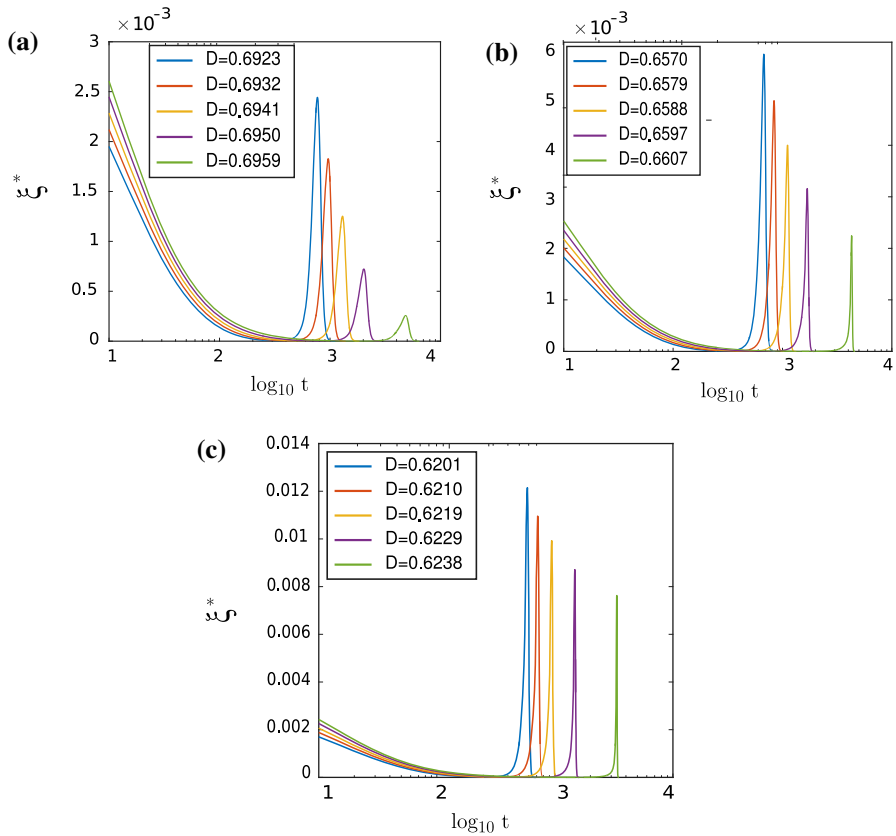 (a)
×10⁻³
3
2.5
2
1.5
1
0.5
0
ξ*
D=0.6923
D=0.6932
D=0.6941
D=0.6950
D=0.6959
1
2
3
4
log₁₀ t
(b)
×10⁻³
6
5
4
3
2
1
0
ξ*
D=0.6570
D=0.6579
D=0.6588
D=0.6597
D=0.6607
1
2
3
4
log₁₀ t
(c)
0.014
0.012
0.01
0.008
0.006
0.004
0.002
0
ξ*
D=0.6201
D=0.6210
D=0.6219
D=0.6229
D=0.6238
1
2
3
4
log₁₀ t